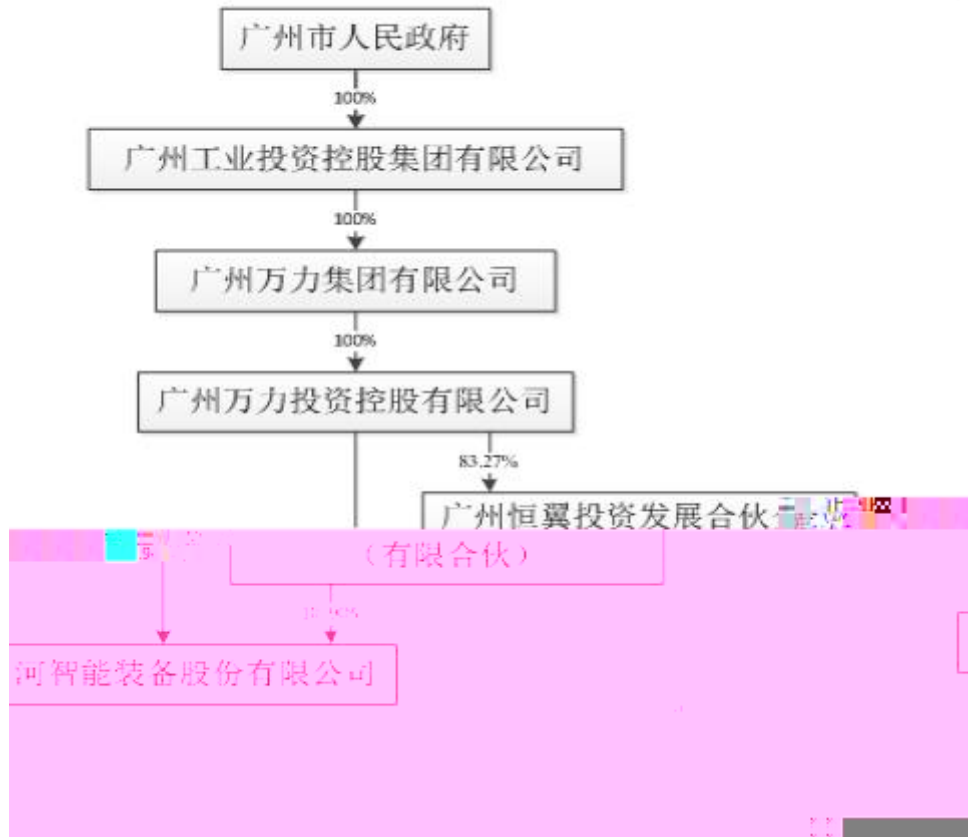 广州市人民政府
100%
广州工业投资控股集团有限公司
100%
广州万力集团有限公司
100%
广州万力投资控股有限公司
83.27%
广州恒翼投资发展合伙
（有限合伙）
河智能装备股份有限公司